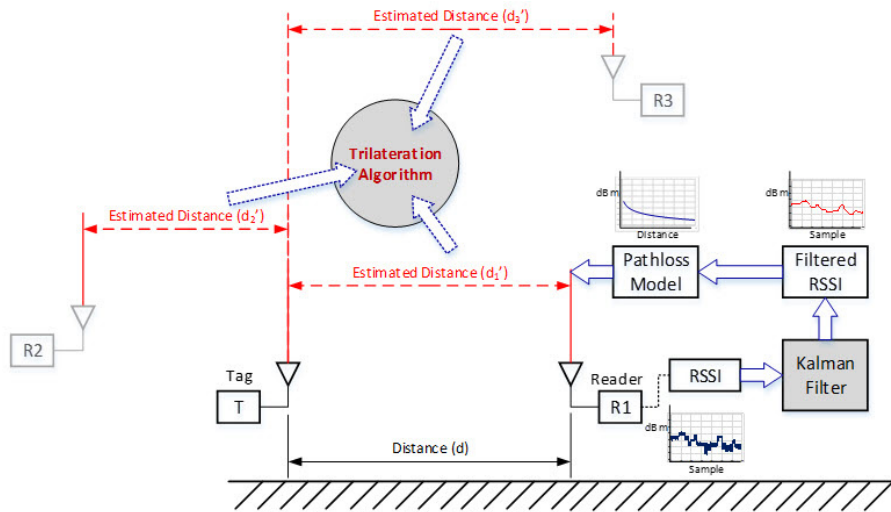 Estimated Distance (d₃')
R3
Trilateration
Algorithm
dBm
Distance
dBm
Sample
Estimated Distance (d₂')
Estimated Distance (d₁')
Pathloss
Model
Filtered
RSSI
R2
Tag
T
Reader
R1
RSSI
Kalman
Filter
dBm
Sample
Distance (d)